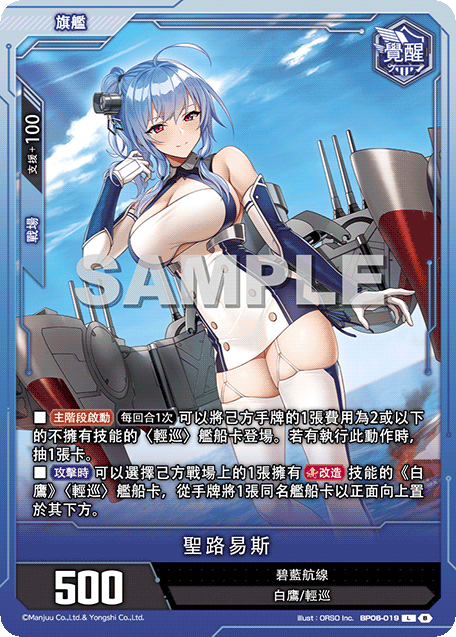 旗艦
覺醒
支援+100
戰場
SAMPLE
■ 主階段啟動 每回合1次 可以將己方手牌的1張費用為2或以下
的不擁有技能的〈輕巡〉艦船卡登場。若有執行此動作時，
抽1張卡。
■ 攻擊時 可以選擇己方戰場上的1張擁有 改造 技能的《白
鷹》〈輕巡〉艦船卡，從手牌將1張同名艦船卡以正面向上置
於其下方。
聖路易斯
500
碧藍航線
白鷹/輕巡
©Manjuu Co.,Ltd.& Yongshi Co.,Ltd.
illust : ORSO Inc. BP06-019 L B